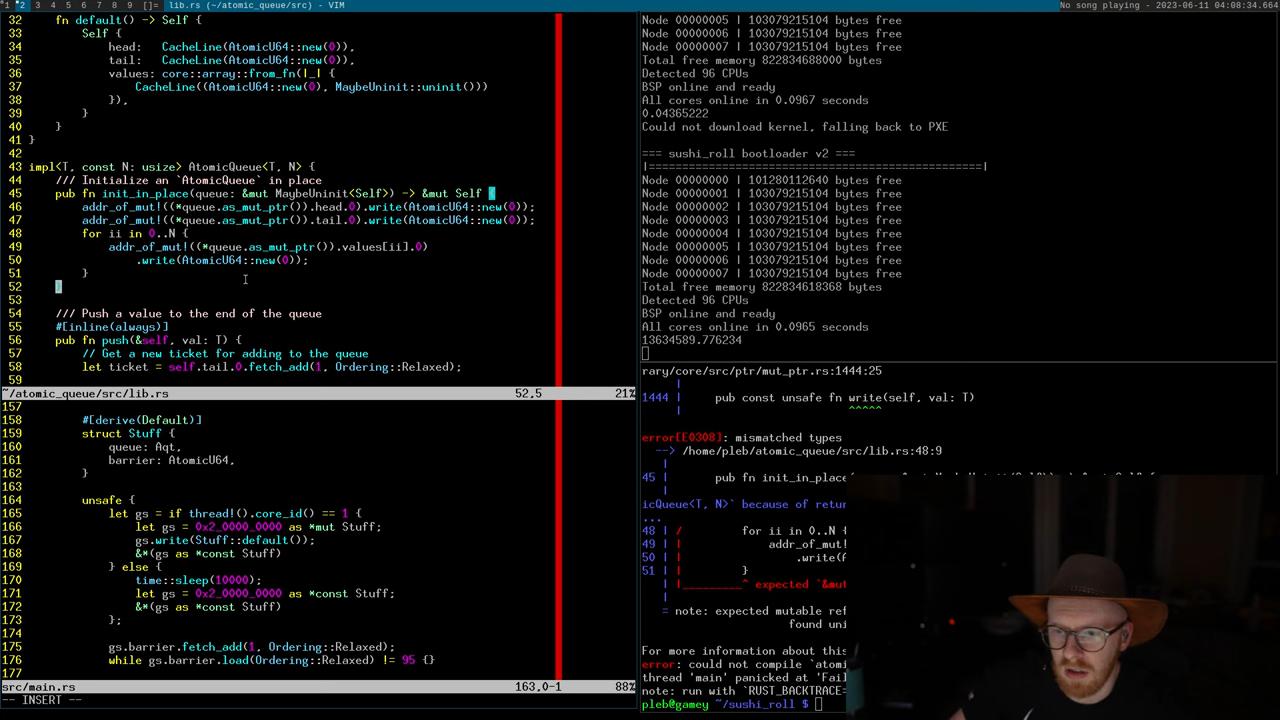 1 2 3 4 5 6 7 8 9 []= lib.rs (~/atomic_queue/src) - VIM
No song playing - 2023-06-11 04:08:34.664
32     fn default() -> Self {
33         Self {
34             head:   CacheLine(AtomicU64::new(0)),
35             tail:   CacheLine(AtomicU64::new(0)),
36             values: core::array::from_fn(|_| {
37                 CacheLine((AtomicU64::new(0), MaybeUninit::uninit()))
38             }),
39         }
40     }
41 }
42
43 impl<T, const N: usize> AtomicQueue<T, N> {
44     /// Initialize an `AtomicQueue` in place
45     pub fn init_in_place(queue: &mut MaybeUninit<Self>) -> &mut Self {
46         addr_of_mut!((*queue.as_mut_ptr()).head.0).write(AtomicU64::new(0));
47         addr_of_mut!((*queue.as_mut_ptr()).tail.0).write(AtomicU64::new(0));
48         for ii in 0..N {
49             addr_of_mut!((*queue.as_mut_ptr()).values[ii].0)
50                 .write(AtomicU64::new(0));
51         }
52     }
53
54     /// Push a value to the end of the queue
55     #[inline(always)]
56     pub fn push(&self, val: T) {
57         // Get a new ticket for adding to the queue
58         let ticket = self.tail.0.fetch_add(1, Ordering::Relaxed);
59
~/atomic_queue/src/lib.rs 52,5 21%
157
158         #[derive(Default)]
159         struct Stuff {
160             queue: Aqt,
161             barrier: AtomicU64,
162         }
163
164         unsafe {
165             let gs = if thread!().core_id() == 1 {
166                 let gs = 0x2_0000_0000 as *mut Stuff;
167                 gs.write(Stuff::default());
168                 &*(gs as *const Stuff)
169             } else {
170                 time::sleep(10000);
171                 let gs = 0x2_0000_0000 as *const Stuff;
172                 &*(gs as *const Stuff)
173             };
174
175             gs.barrier.fetch_add(1, Ordering::Relaxed);
176             while gs.barrier.load(Ordering::Relaxed) != 95 {}
177
src/main.rs 163,0-1 88%
-- INSERT --
Node 00000005 | 103079215104 bytes free
Node 00000006 | 103079215104 bytes free
Node 00000007 | 103079215104 bytes free
Total free memory 822834688000 bytes
Detected 96 CPUs
BSP online and ready
All cores online in 0.0967 seconds
0.04365222
Could not download kernel, falling back to PXE
=== sushi_roll bootloader v2 ===
|==================================================|
Node 00000000 | 101280112640 bytes free
Node 00000001 | 103079215104 bytes free
Node 00000002 | 103079215104 bytes free
Node 00000003 | 103079215104 bytes free
Node 00000004 | 103079215104 bytes free
Node 00000005 | 103079215104 bytes free
Node 00000006 | 103079215104 bytes free
Node 00000007 | 103079215104 bytes free
Total free memory 822834618368 bytes
Detected 96 CPUs
BSP online and ready
All cores online in 0.0965 seconds
13634589.776234
rary/core/src/ptr/mut_ptr.rs:1444:25
     |
1444 |     pub const unsafe fn write(self, val: T)
     |                         ^^^^^
error[E0308]: mismatched types
  --> /home/pleb/atomic_queue/src/lib.rs:48:9
   |
45 |     pub fn init_in_place
icQueue<T, N>` because of retur
...
48 | /         for ii in 0..N {
49 | |             addr_of_mut!
50 | |                 .write(
51 | |         }
   | |_________^ expected `&mut
   |
   = note: expected mutable ref
                  found uni
For more information about this
error: could not compile `atomi
thread 'main' panicked at 'Fail
note: run with `RUST_BACKTRACE=
pleb@gamey ~/sushi_roll $